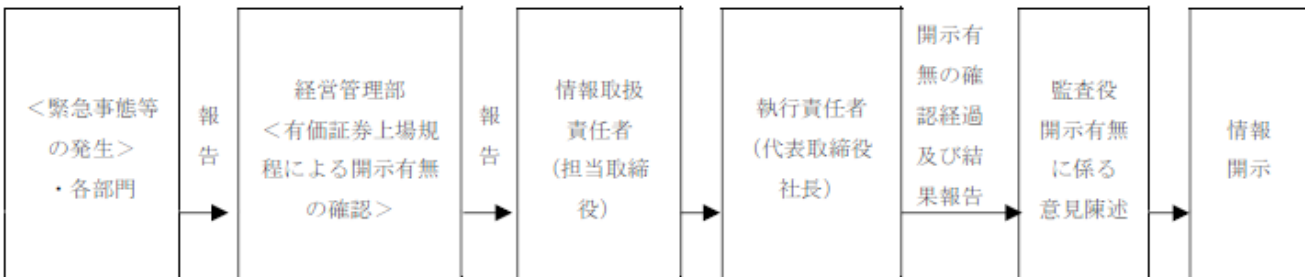 ＜緊急事態等
の発生＞
・各部門
報
告
経営管理部
＜有価証券上場規
程による開示有無
の確認＞
報
告
情報取扱
責任者
(担当取締
役)
執行責任者
(代表取締役
社長)
開示有
無の確
認経過
及び結
果報告
監査役
開示有無
に係る
意見陳述
情報
開示